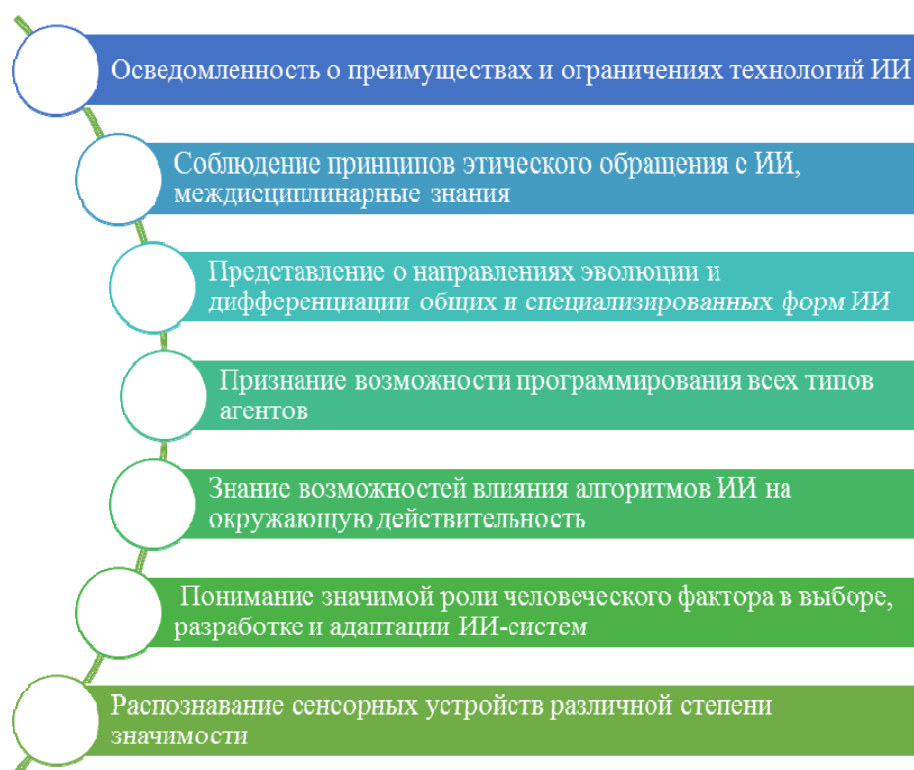 Осведомленность о преимуществах и ограничениях технологий ИИ
Соблюдение принципов этического обращения с ИИ,
междисциплинарные знания
Представление о направлениях эволюции и
дифференциации общих и специализированных форм ИИ
Признание возможности программирования всех типов
агентов
Знание возможностей влияния алгоритмов ИИ на
окружающую действительность
Понимание значимой роли человеческого фактора в выборе,
разработке и адаптации ИИ-систем
Распознавание сенсорных устройств различной степени
значимости